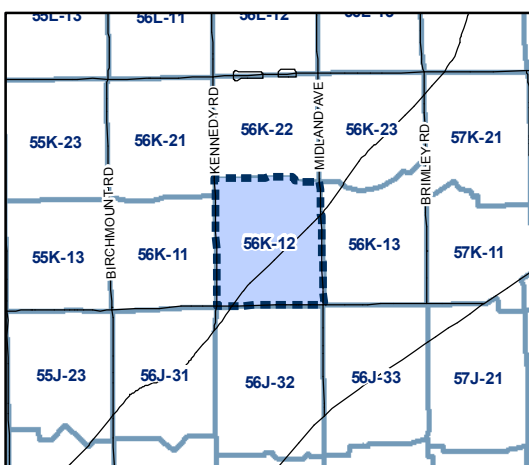 55L-13 56L-11 56L-12
KENNEDY RD
MIDLAND AVE
55K-23 56K-21 56K-22 56K-23 57K-21
BIRCHMOUNT RD
BRIMLEY RD
55K-13 56K-11 56K-12 56K-13 57K-11
55J-23 56J-31 56J-32 56J-33 57J-21